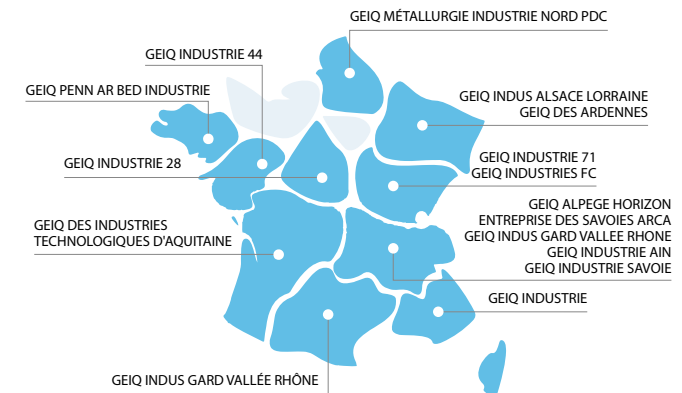 GEIQ MÉTALLURGIE INDUSTRIE NORD PDC
GEIQ INDUSTRIE 44
GEIQ PENN AR BED INDUSTRIE
GEIQ INDUS ALSACE LORRAINE
GEIQ DES ARDENNES
GEIQ INDUSTRIE 28
GEIQ INDUSTRIE 71
GEIQ INDUSTRIES FC
GEIQ ALPEGE HORIZON
ENTREPRISE DES SAVOIES ARCA
GEIQ INDUS GARD VALLEE RHONE
GEIQ INDUSTRIE AIN
GEIQ INDUSTRIE SAVOIE
GEIQ DES INDUSTRIES
TECHNOLOGIQUES D'AQUITAINE
GEIQ INDUSTRIE
GEIQ INDUS GARD VALLÉE RHÔNE